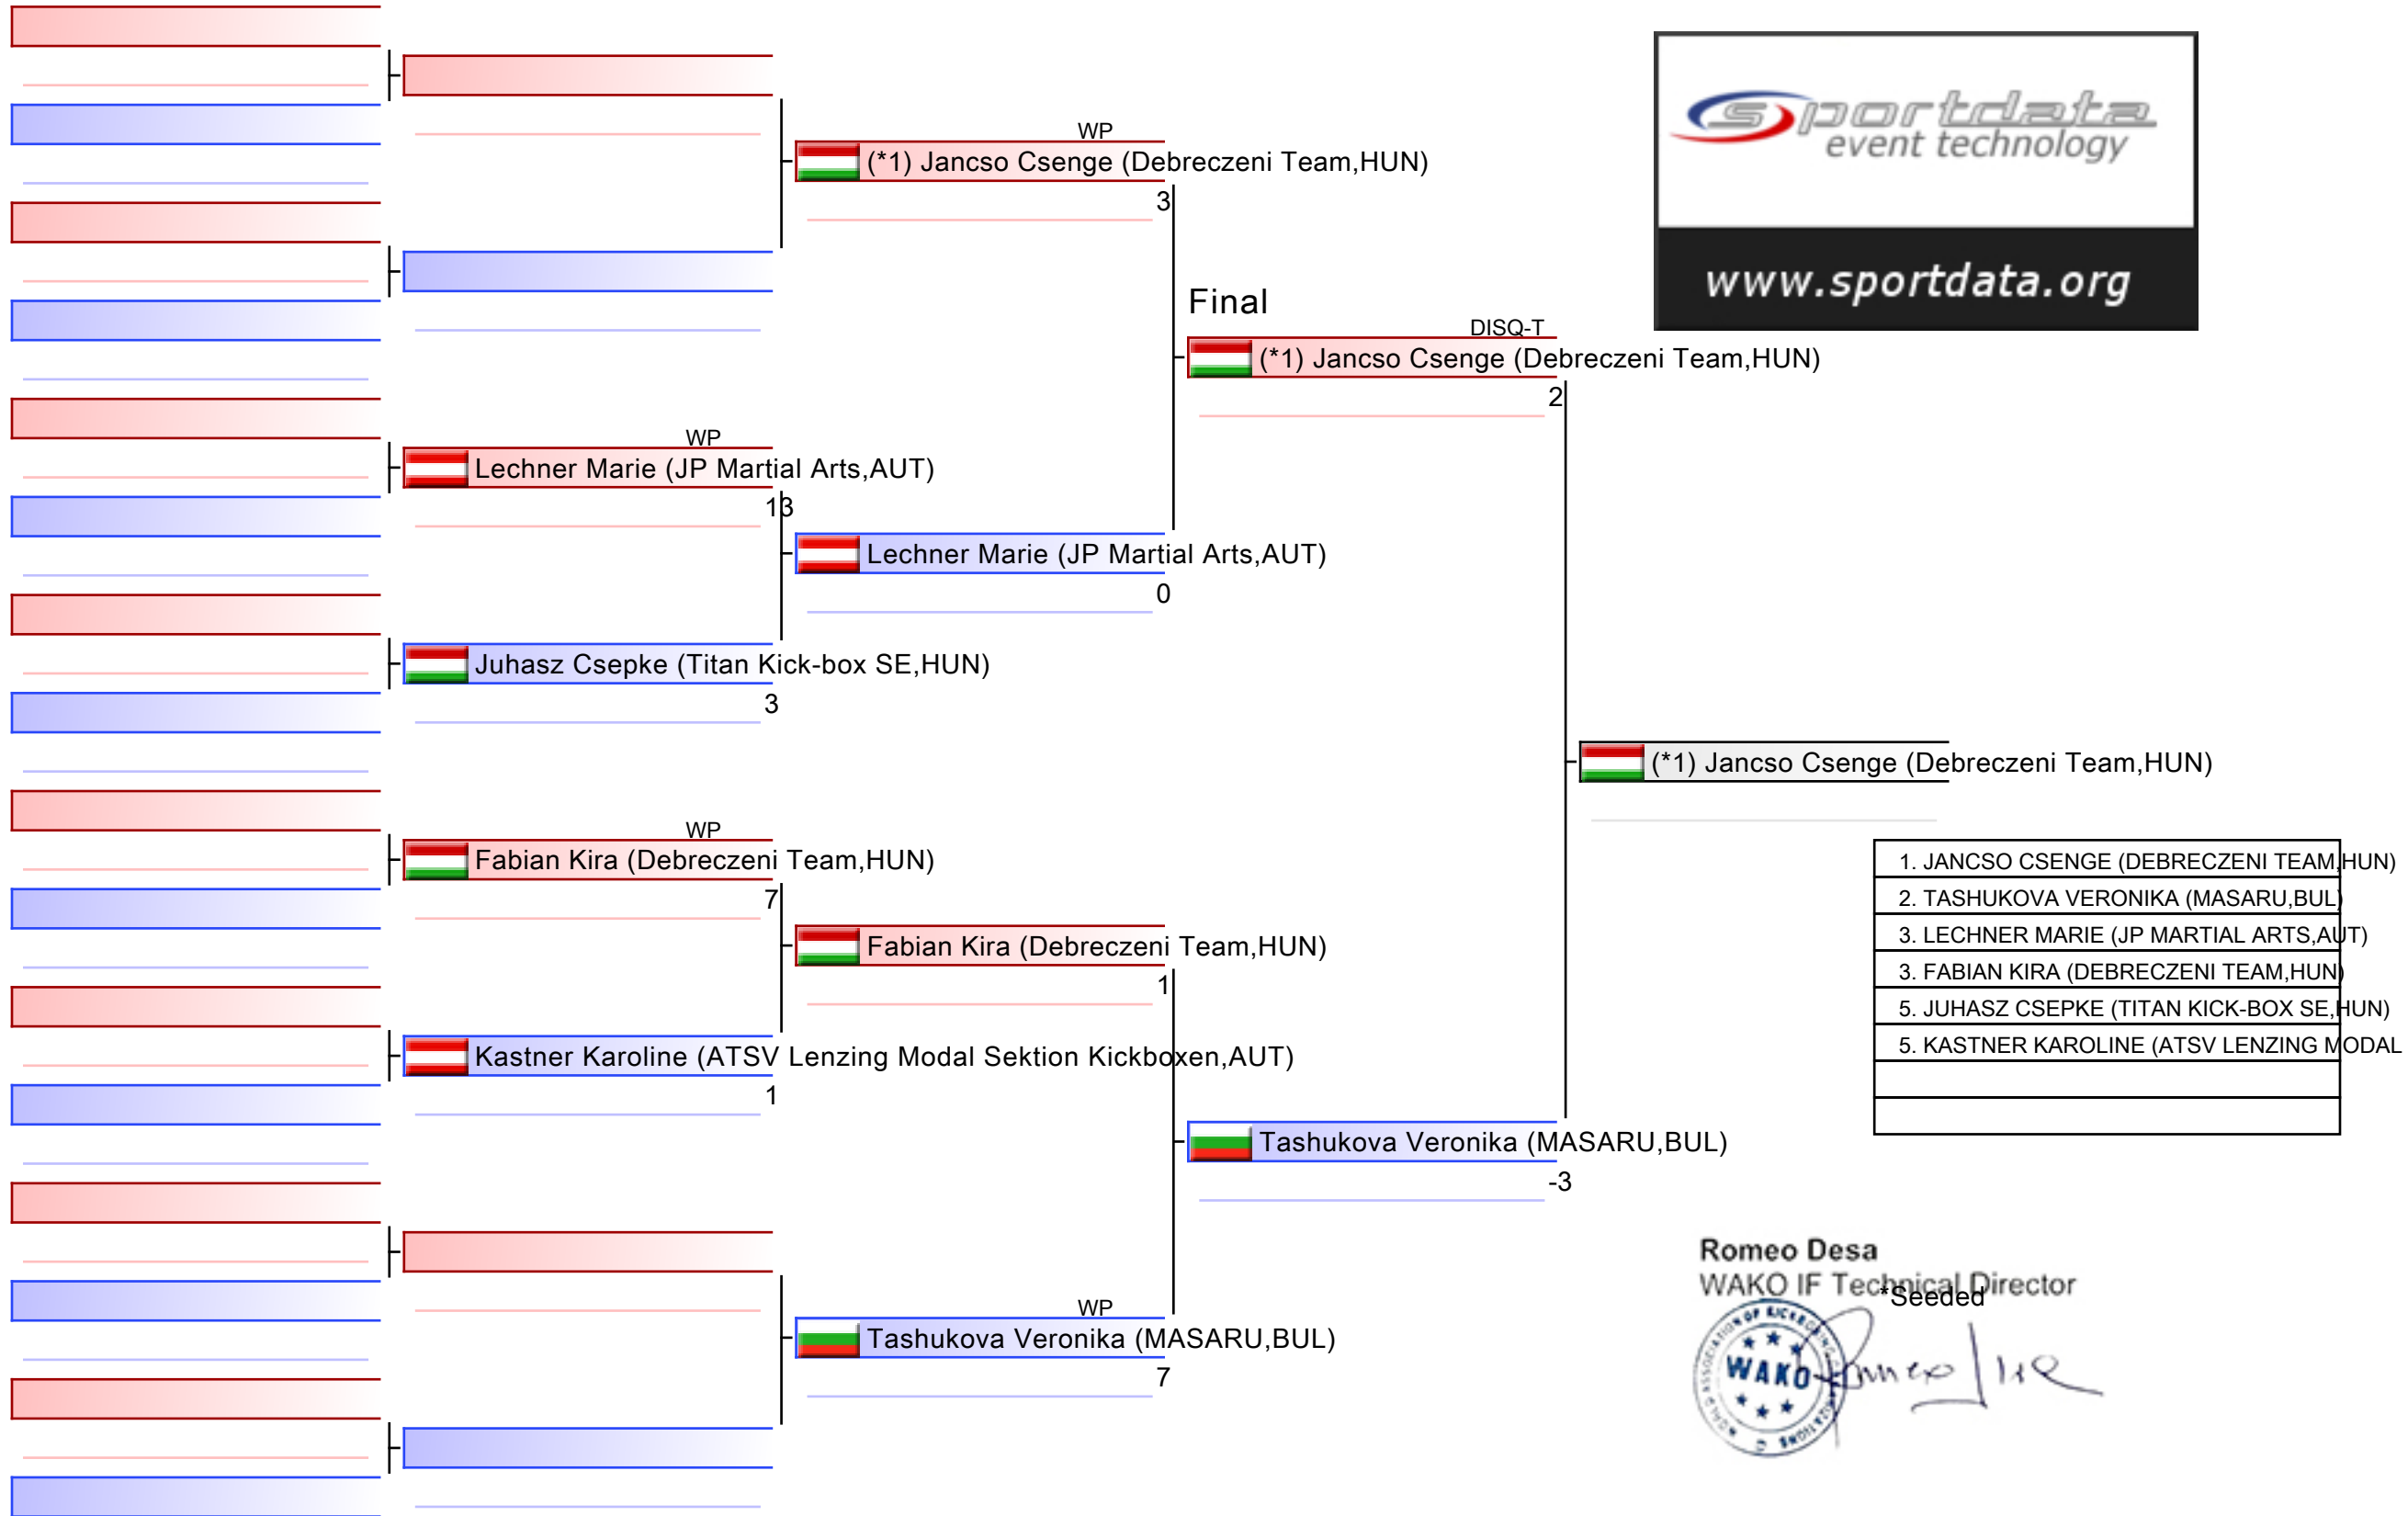 sportdata
event technology
www.sportdata.org
WP
(*1) Jancso Csenge (Debreczeni Team,HUN)
3
Final
DISQ-T
(*1) Jancso Csenge (Debreczeni Team,HUN)
2
WP
Lechner Marie (JP Martial Arts,AUT)
13
Lechner Marie (JP Martial Arts,AUT)
0
Juhasz Csepke (Titan Kick-box SE,HUN)
3
(*1) Jancso Csenge (Debreczeni Team,HUN)
WP
Fabian Kira (Debreczeni Team,HUN)
7
Fabian Kira (Debreczeni Team,HUN)
1
Kastner Karoline (ATSV Lenzing Modal Sektion Kickboxen,AUT)
1
Tashukova Veronika (MASARU,BUL)
-3
WP
Tashukova Veronika (MASARU,BUL)
7
1. JANCSO CSENGE (DEBRECZENI TEAM,HUN)
2. TASHUKOVA VERONIKA (MASARU,BUL)
3. LECHNER MARIE (JP MARTIAL ARTS,AUT)
3. FABIAN KIRA (DEBRECZENI TEAM,HUN)
5. JUHASZ CSEPKE (TITAN KICK-BOX SE,HUN)
5. KASTNER KAROLINE (ATSV LENZING MODAL
Romeo Desa
WAKO IF Technical Director
*Seeded
WAKO